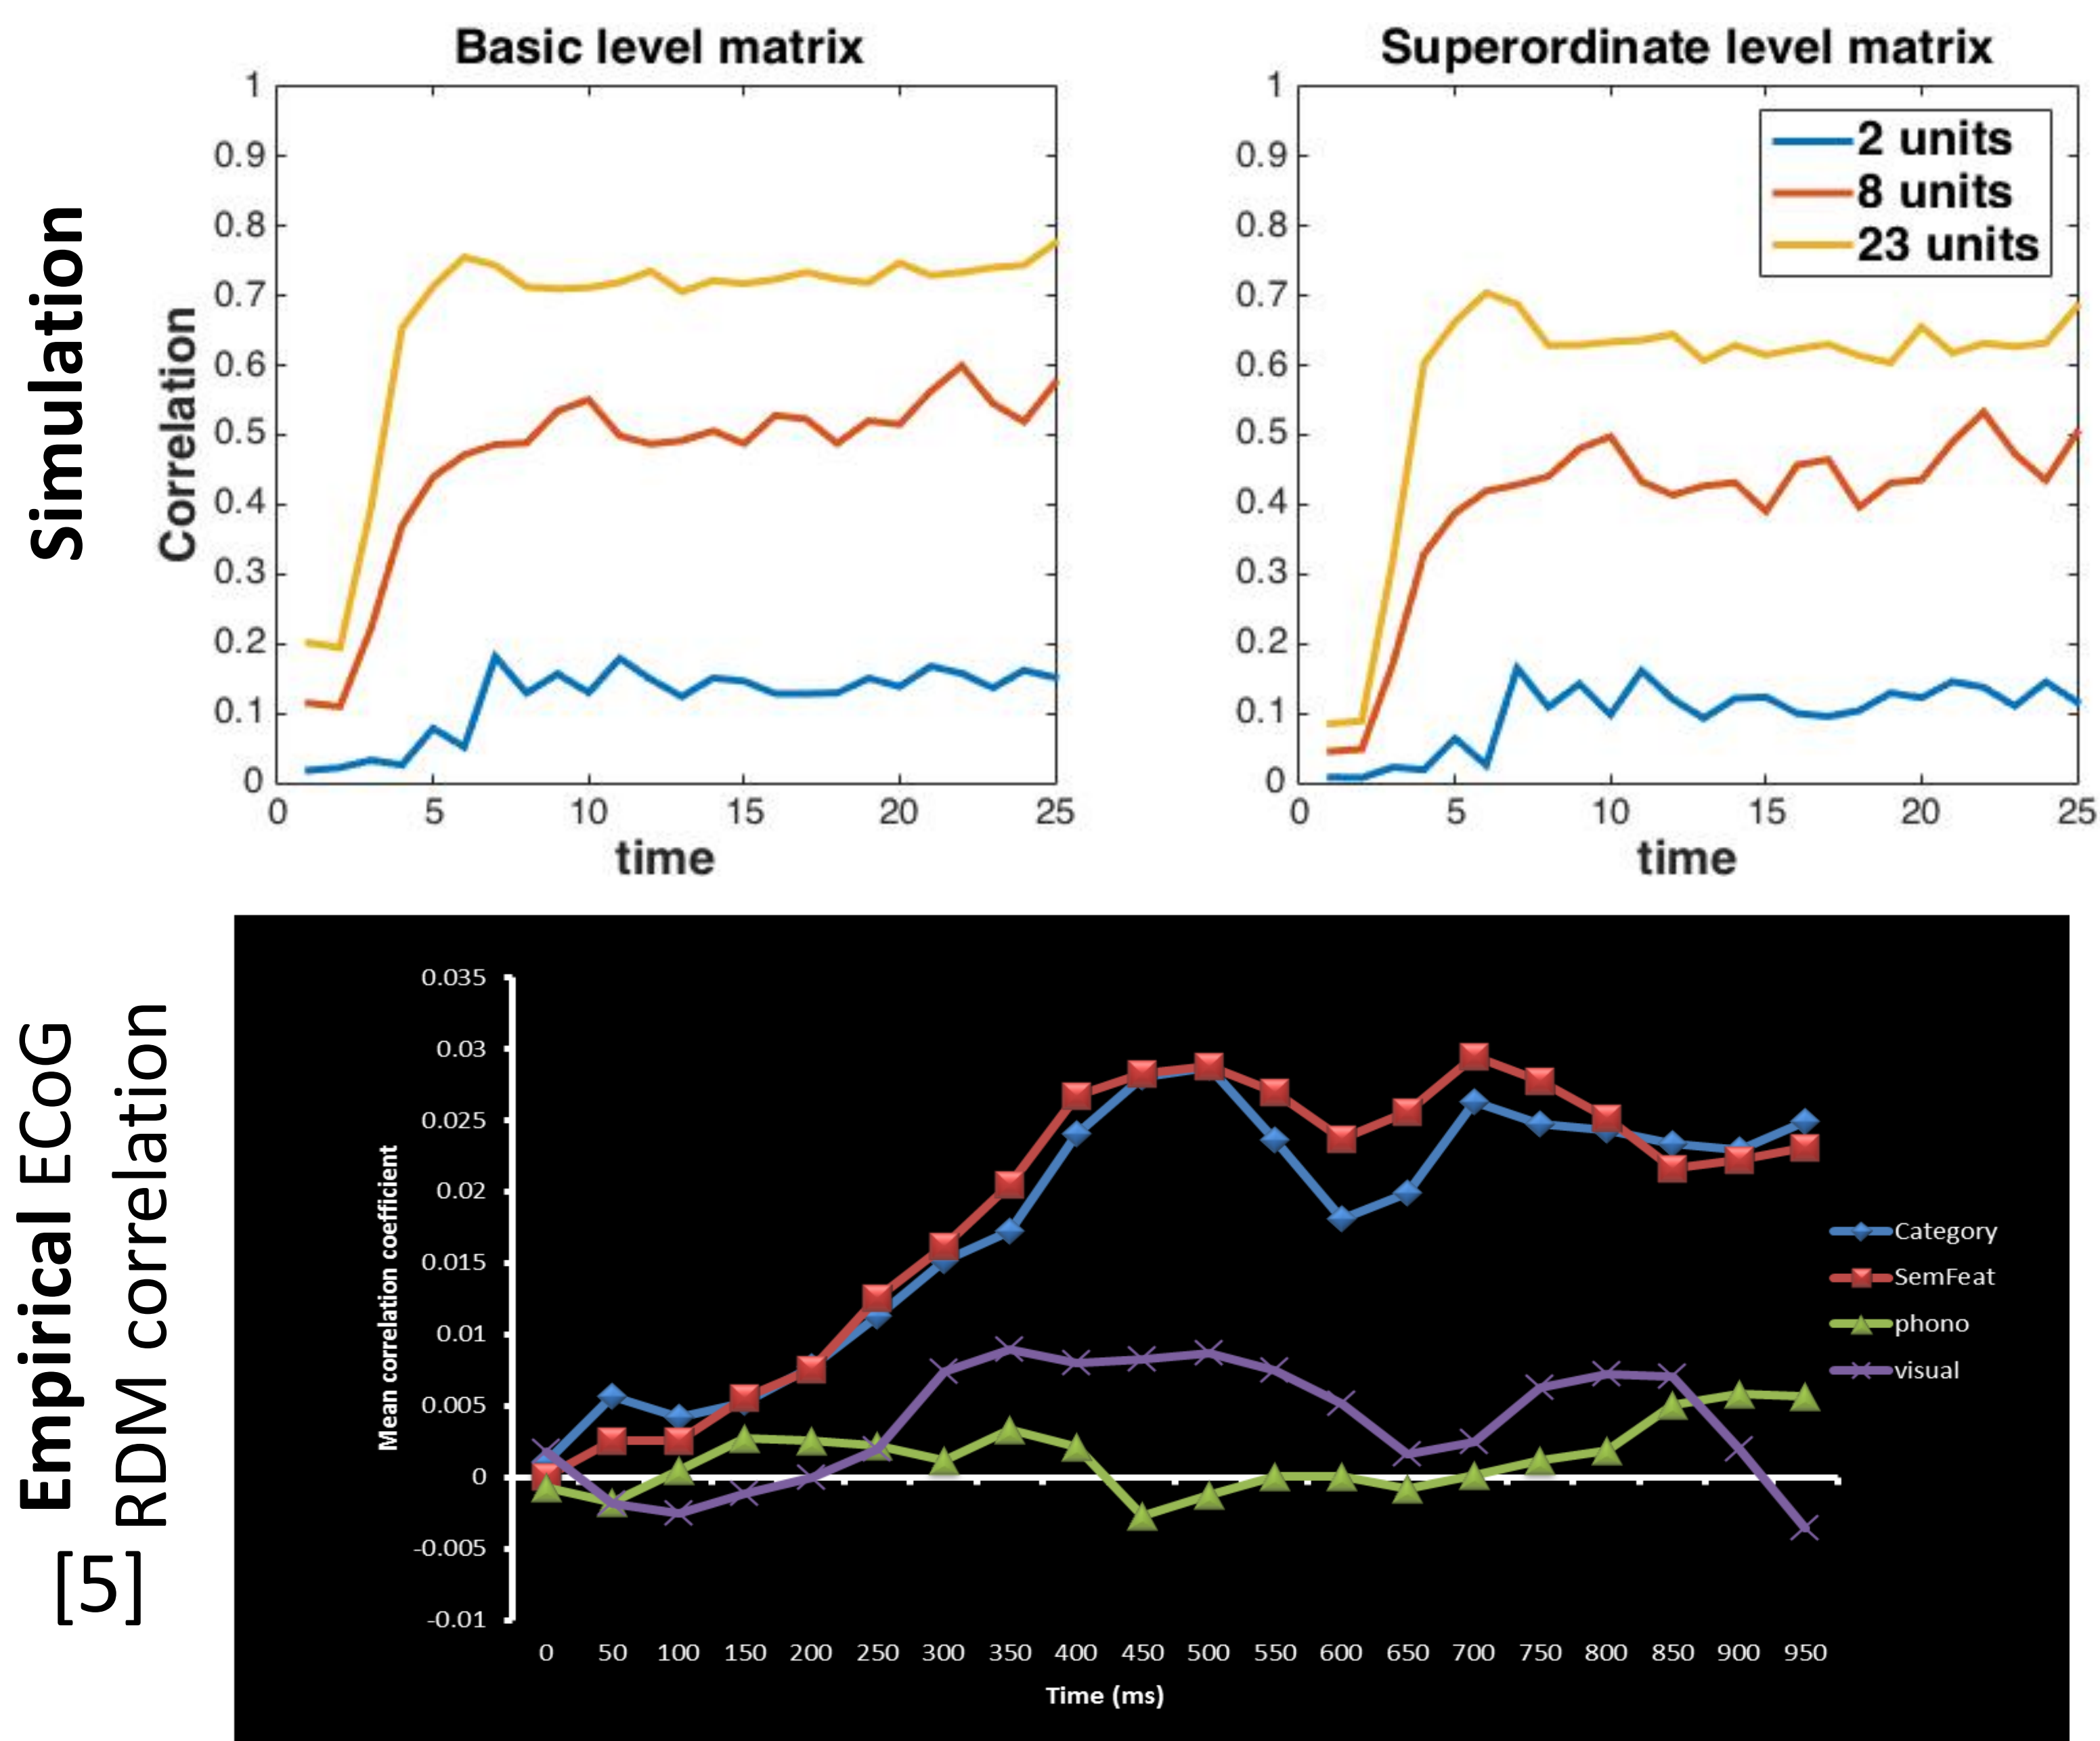 Basic level matrix
Superordinate level matrix
Simulation
Correlation
1
0.9
0.8
0.7
0.6
0.5
0.4
0.3
0.2
0.1
0
0 5 10 15 20 25
time
1
0.9
0.8
0.7
0.6
0.5
0.4
0.3
0.2
0.1
0
0 5 10 15 20 25
time
2 units
8 units
23 units
Empirical ECoG
RDM correlation
[5]
Mean correlation coefficient
0.035
0.03
0.025
0.02
0.015
0.01
0.005
0
-0.005
-0.01
0 50 100 150 200 250 300 350 400 450 500 550 600 650 700 750 800 850 900 950
Time (ms)
Category
SemFeat
phono
visual